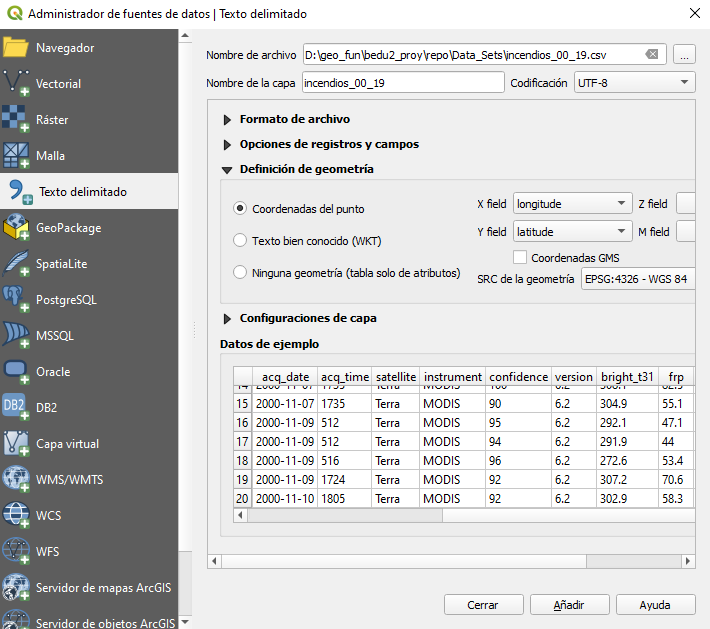 Administrador de fuentes de datos | Texto delimitado
Navegador
Vectorial
Ráster
Malla
Texto delimitado
GeoPackage
SpatiaLite
PostgreSQL
MSSQL
Oracle
DB2
DB2
Capa virtual
WMS/WMTS
WCS
WFS
Servidor de mapas ArcGIS
Servidor de objetos ArcGIS
Nombre de archivo D:\geo_fun\bedu2_proy\repo\Data_Sets\incendios_00_19.csv ...
Nombre de la capa incendios_00_19 Codificación UTF-8
Formato de archivo
Opciones de registros y campos
Definición de geometría
Coordenadas del punto X field longitude Z field
Texto bien conocido (WKT) Y field latitude M field
Coordenadas GMS
Ninguna geometría (tabla solo de atributos) SRC de la geometría EPSG:4326 - WGS 84
Configuraciones de capa
Datos de ejemplo
acq_date acq_time satellite instrument confidence version bright_t31 frp
15 2000-11-07 1735 Terra MODIS 90 6.2 304.9 55.1
16 2000-11-09 512 Terra MODIS 95 6.2 292.1 47.1
17 2000-11-09 512 Terra MODIS 94 6.2 291.9 44
18 2000-11-09 516 Terra MODIS 96 6.2 272.6 53.4
19 2000-11-09 1724 Terra MODIS 92 6.2 307.2 70.6
20 2000-11-10 1805 Terra MODIS 92 6.2 302.9 58.3
Cerrar Añadir Ayuda